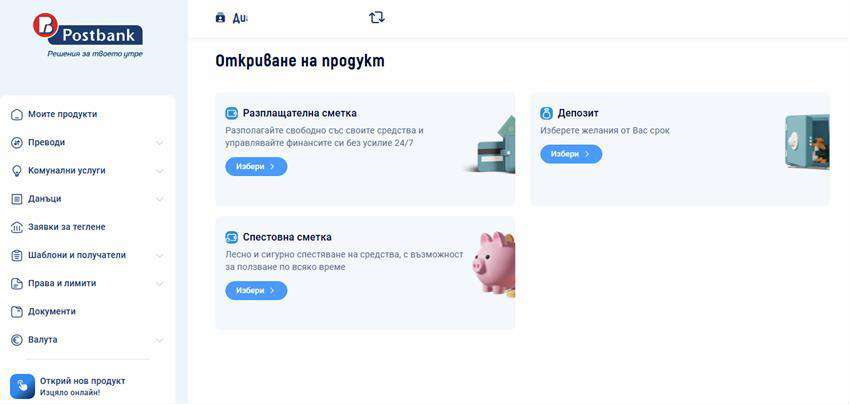 Postbank
Решения за твоето утре
Моите продукти
Преводи
Комунални услуги
Данъци
Заявки за теглене
Шаблони и получатели
Права и лимити
Документи
Валута
Открий нов продукт
Изцяло онлайн!
Откриване на продукт
Разплащателна сметка
Разполагайте свободно със своите средства и
управлявайте финансите си без усилие 24/7
Избери
Депозит
Изберете желания от Вас срок
Избери
Спестовна сметка
Лесно и сигурно спестяване на средства, с възможност
за ползване по всяко време
Избери